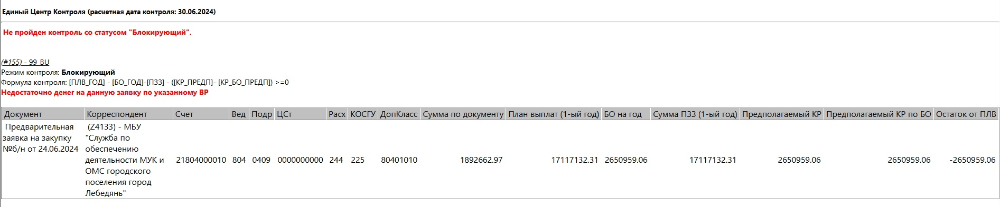 Единый Центр Контроля (расчетная дата контроля: 30.06.2024)
Не пройден контроль со статусом "Блокирующий".
(#155) - 99_BU
Режим контроля: Блокирующий
Формула контроля: [ПЛВ_ГОД] - [БО_ГОД]-[ПЗЗ] - ([КР_ПРЕДП]- [КР_БО_ПРЕДП]) >=0
Недостаточно денег на данную заявку по указанному ВР
Документ Корреспондент Счет Вед Подр ЦСт Расх КОСГУ ДопКласс Сумма по документу План выплат (1-ый год) БО на год Сумма ПЗЗ (1-ый год) Предполагаемый КР Предполагаемый КР по БО Остаток от ПЛВ
Предварительная заявка на закупку №б/н от 24.06.2024
(Z4133) - МБУ
"Служба по
обеспечению
деятельности МУК и
ОМС городского
поселения город
Лебедянь"
21804000010 804 0409 0000000000 244 225 80401010 1892662.97 17117132.31 2650959.06 17117132.31 2650959.06 2650959.06 -2650959.06